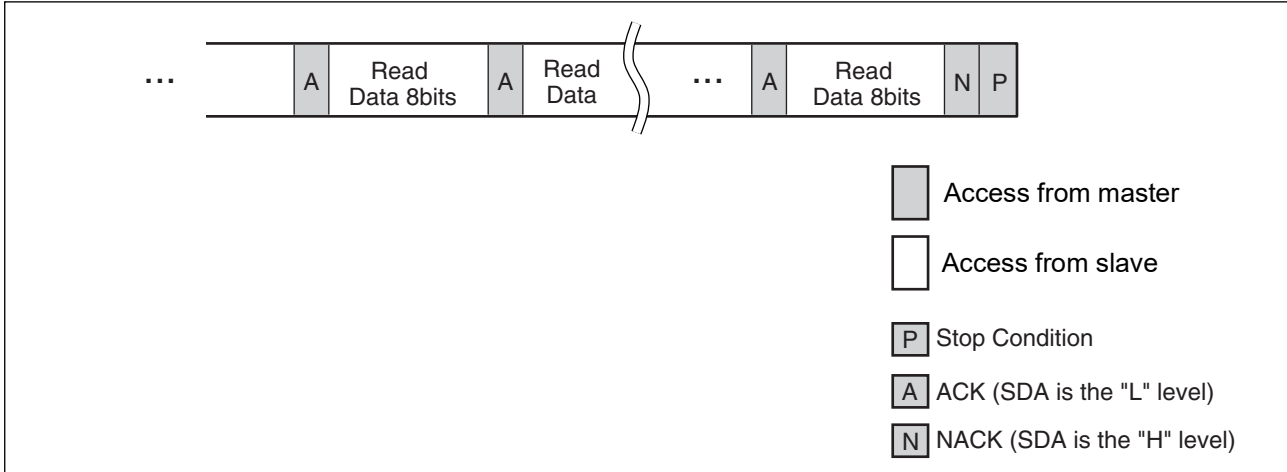 ... A Read Data 8bits A Read Data ... A Read Data 8bits N P
Access from master
Access from slave
P Stop Condition
A ACK (SDA is the "L" level)
N NACK (SDA is the "H" level)